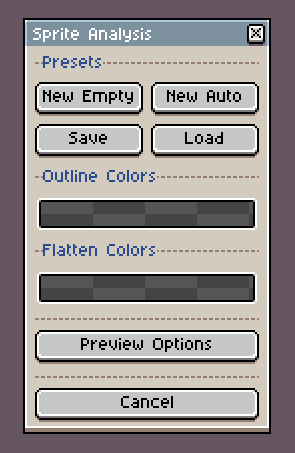 Sprite Analysis
Presets
New Empty New Auto
Save Load
Outline Colors
Flatten Colors
Preview Options
Cancel